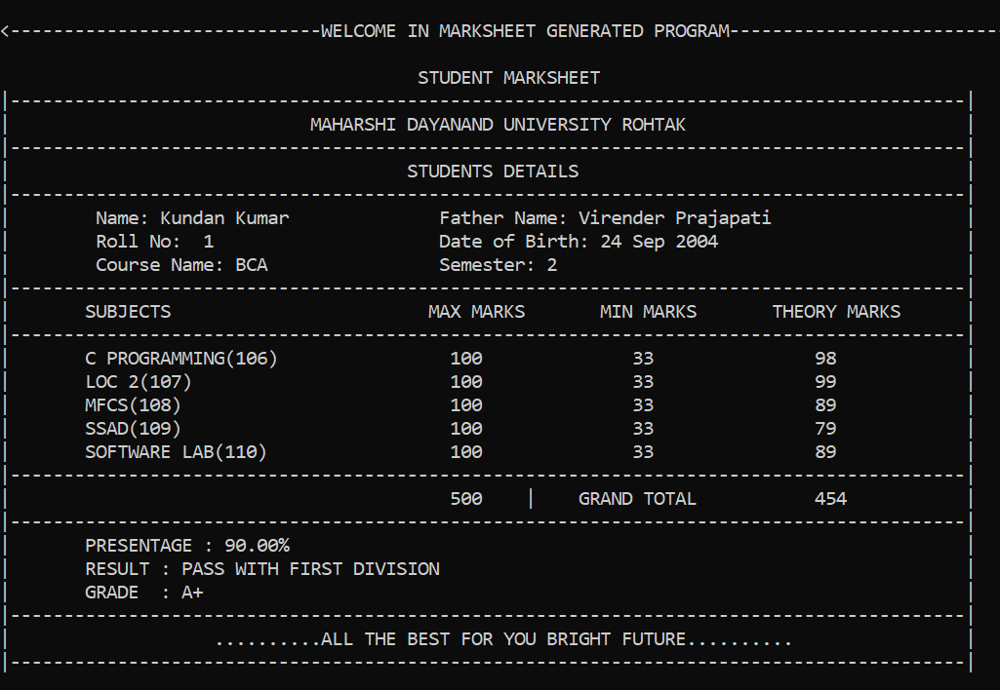 <-----------------------------WELCOME IN MARKSHEET GENERATED PROGRAM-------------------------
STUDENT MARKSHEET
|-----------------------------------------------------------------------------------------|
| MAHARSHI DAYANAND UNIVERSITY ROHTAK |
|-----------------------------------------------------------------------------------------|
| STUDENTS DETAILS |
|-----------------------------------------------------------------------------------------|
| Name: Kundan Kumar Father Name: Virender Prajapati |
| Roll No: 1 Date of Birth: 24 Sep 2004 |
| Course Name: BCA Semester: 2 |
|-----------------------------------------------------------------------------------------|
| SUBJECTS MAX MARKS MIN MARKS THEORY MARKS |
|-----------------------------------------------------------------------------------------|
| C PROGRAMMING(106) 100 33 98 |
| LOC 2(107) 100 33 99 |
| MFCS(108) 100 33 89 |
| SSAD(109) 100 33 79 |
| SOFTWARE LAB(110) 100 33 89 |
|-----------------------------------------------------------------------------------------|
| 500 | GRAND TOTAL 454 |
|-----------------------------------------------------------------------------------------|
| PRESENTAGE : 90.00% |
| RESULT : PASS WITH FIRST DIVISION |
| GRADE : A+ |
|-----------------------------------------------------------------------------------------|
| ..........ALL THE BEST FOR YOU BRIGHT FUTURE.......... |
|-----------------------------------------------------------------------------------------|